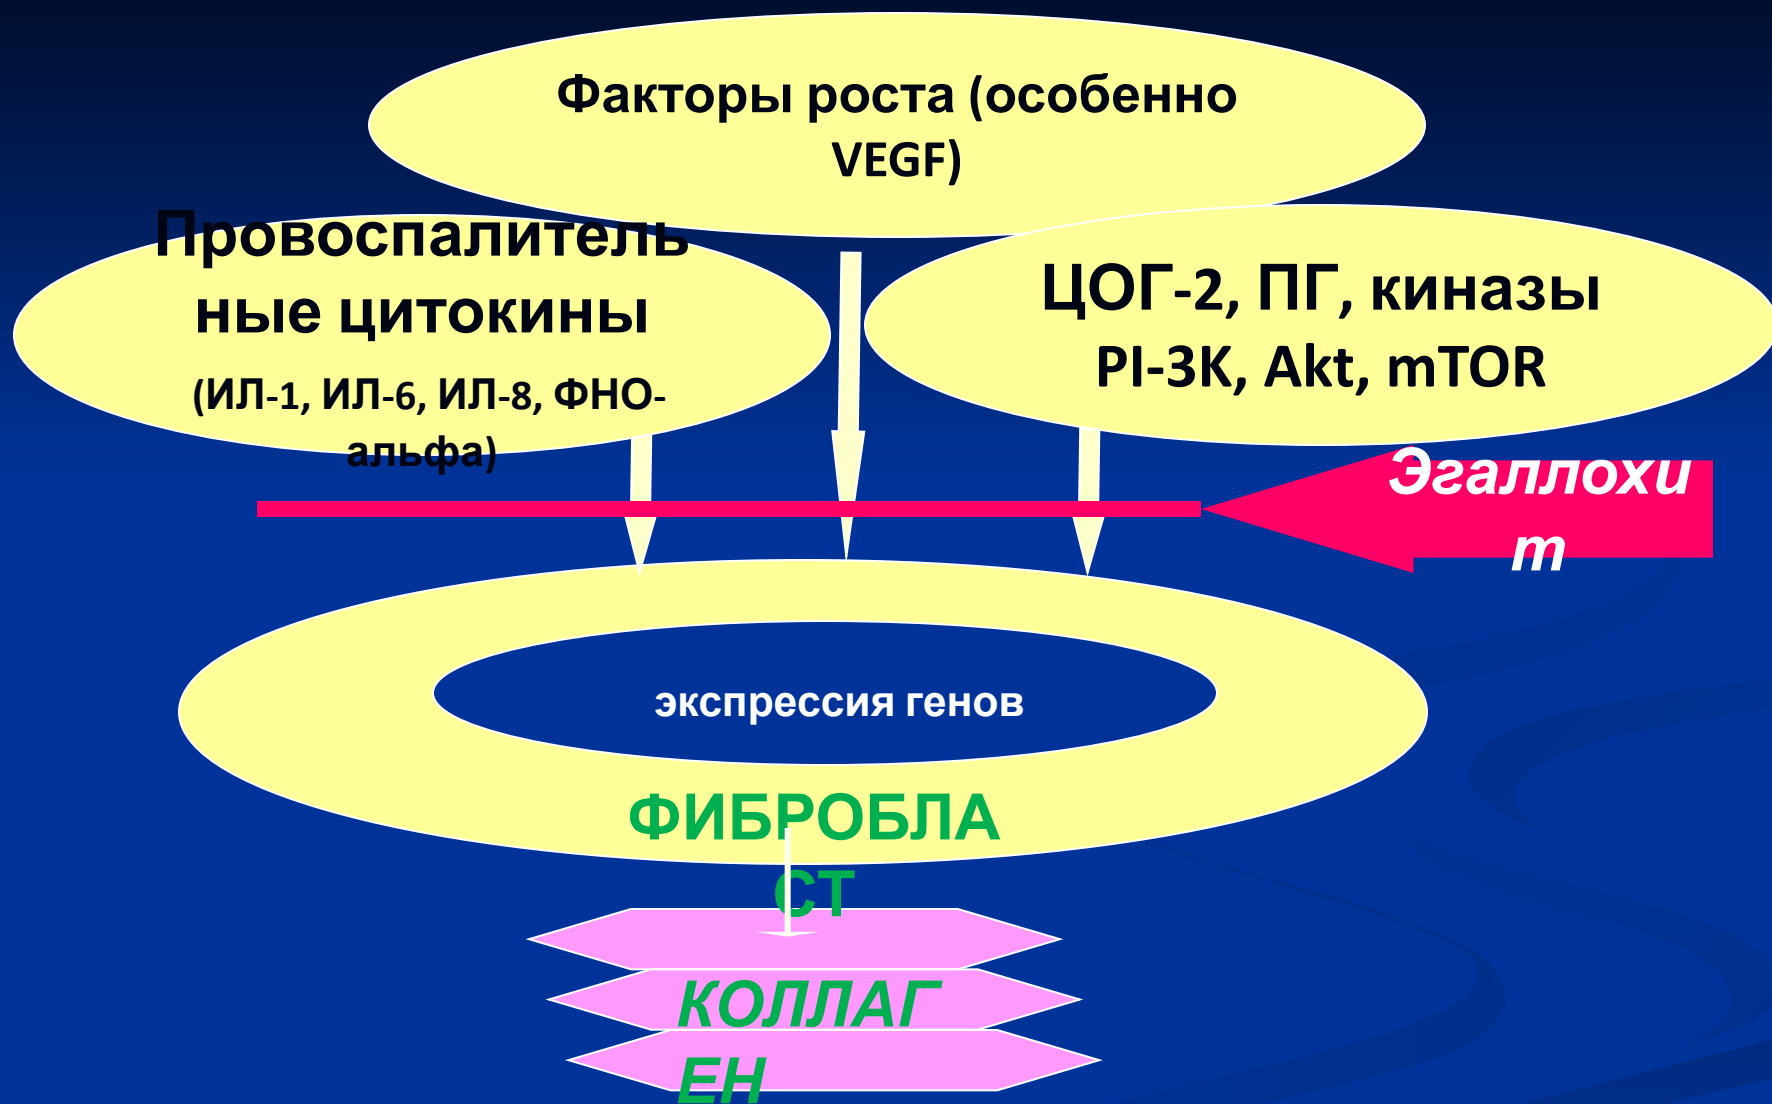 Факторы роста (особенно
VEGF)
Провоспалитель
ные цитокины
(ИЛ-1, ИЛ-6, ИЛ-8, ФНО-
альфа)
ЦОГ-2, ПГ, киназы
PI-3K, Akt, mTOR
Эгаллохи
т
экспрессия генов
ФИБРОБЛА
СТ
КОЛЛАГ
ЕН